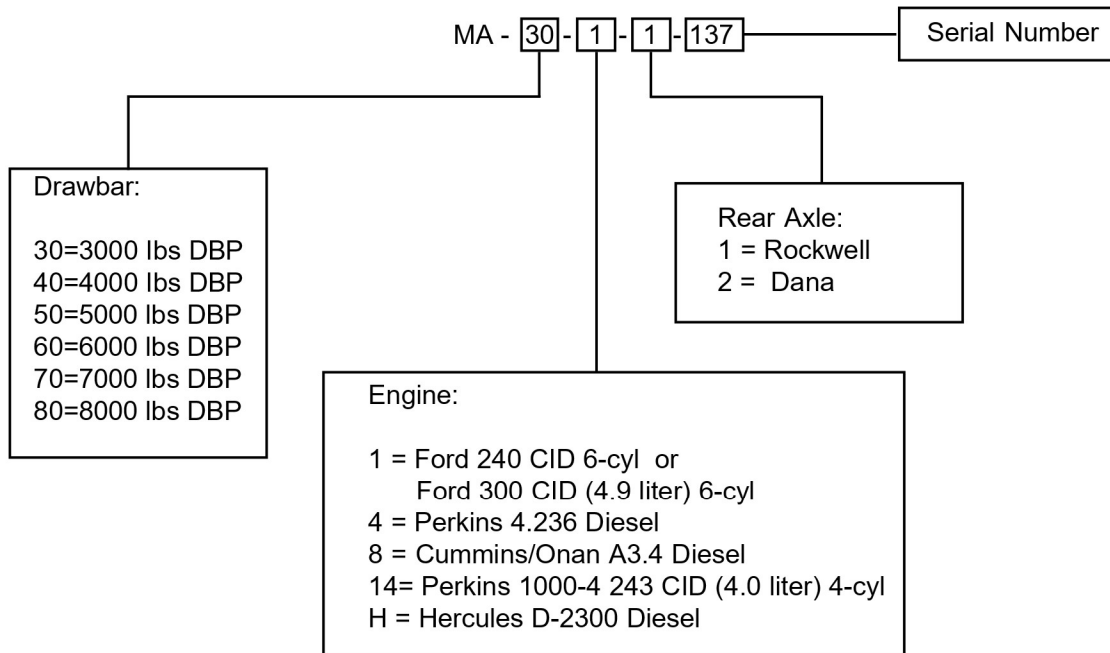 MA - 30 - 1 - 1 - 137
Serial Number
Drawbar:
30=3000 lbs DBP
40=4000 lbs DBP
50=5000 lbs DBP
60=6000 lbs DBP
70=7000 lbs DBP
80=8000 lbs DBP
Rear Axle:
1 = Rockwell
2 = Dana
Engine:
1 = Ford 240 CID 6-cyl or
Ford 300 CID (4.9 liter) 6-cyl
4 = Perkins 4.236 Diesel
8 = Cummins/Onan A3.4 Diesel
14= Perkins 1000-4 243 CID (4.0 liter) 4-cyl
H = Hercules D-2300 Diesel